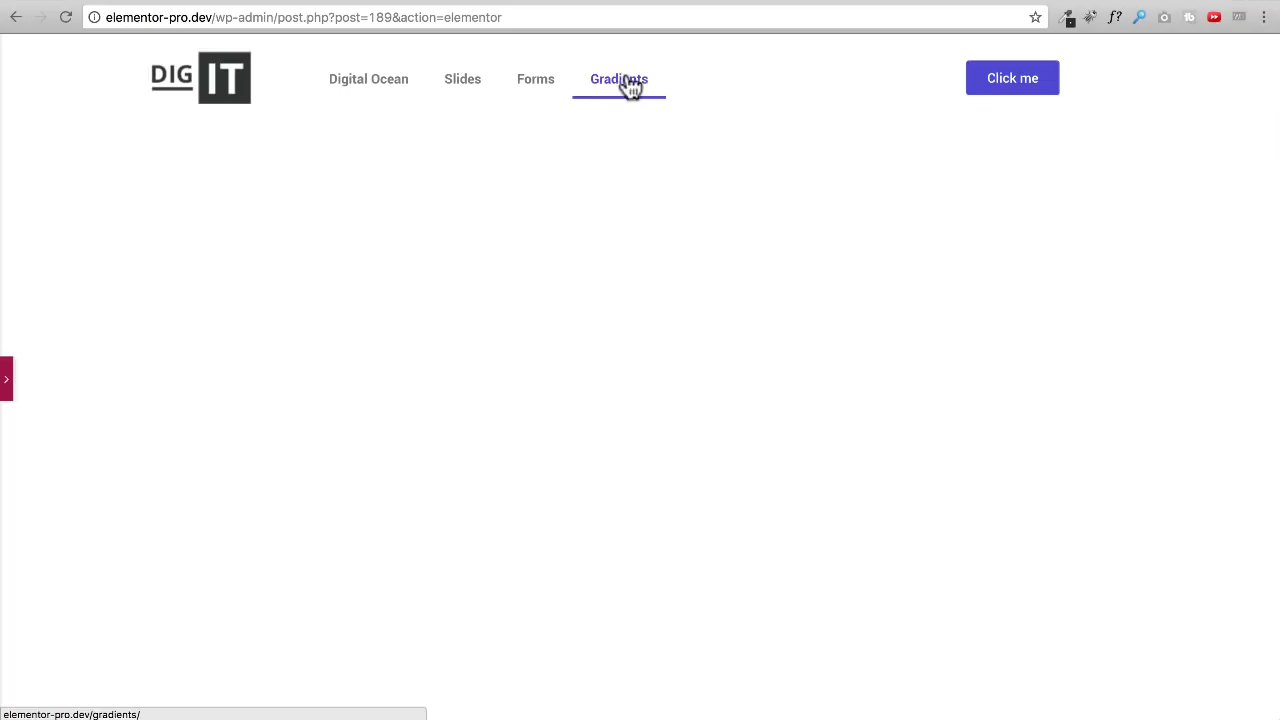 elementor-pro.dev/wp-admin/post.php?post=189&action=elementor
DIG IT
Digital Ocean
Slides
Forms
Gradients
Click me
elementor-pro.dev/gradients/